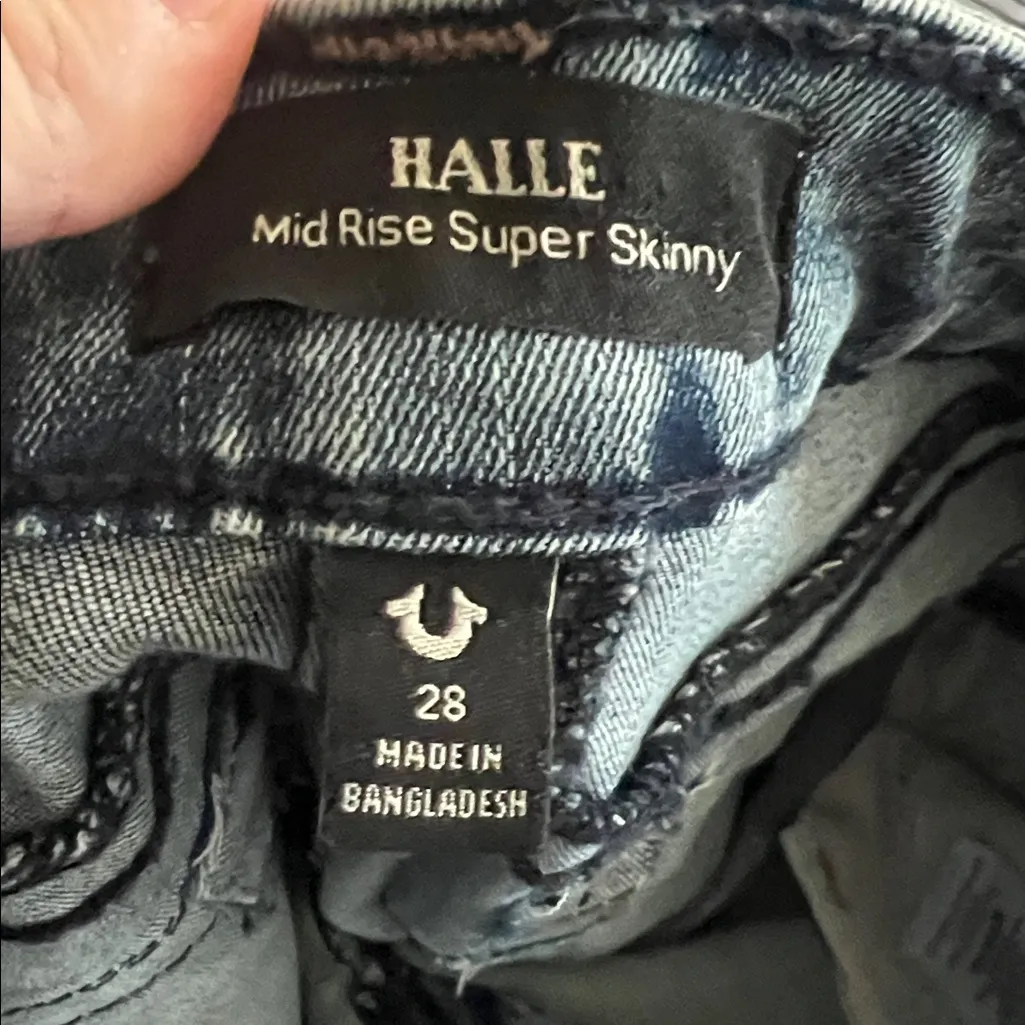 HALLE
Mid Rise Super Skinny
28
MADE IN
BANGLADESH